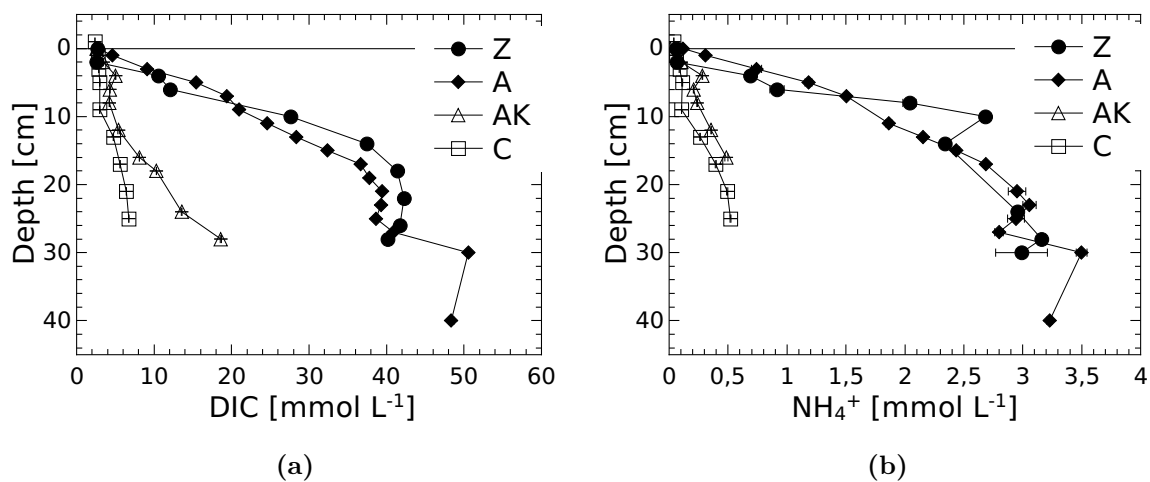 0
10
20
30
40
Depth [cm]
0 10 20 30 40 50 60
DIC [mmol L⁻¹]
Z
A
AK
C
(a)
0
10
20
30
40
Depth [cm]
0 0,5 1 1,5 2 2,5 3 3,5 4
NH₄⁺ [mmol L⁻¹]
Z
A
AK
C
(b)